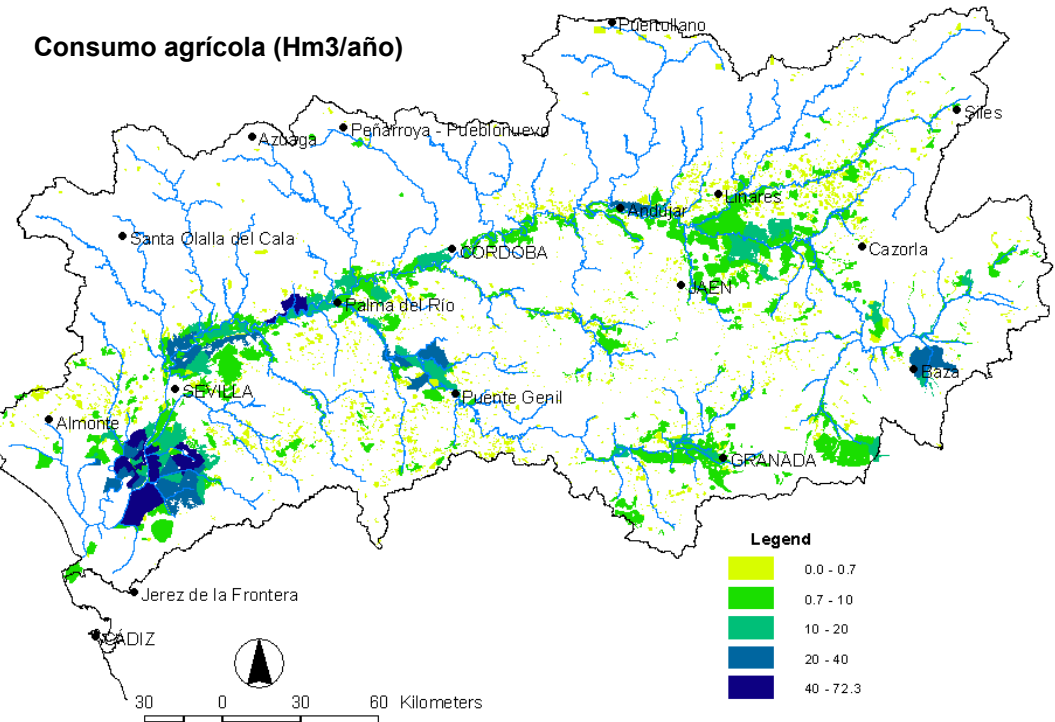 Consumo agrícola (Hm3/año)
Puertollano
Siles
Peñarroya - Pueblonuevo
Azuaga
Linares
Andújar
Santa Olalla del Cala
CORDOBA
Cazorla
JAEN
Palma del Río
Baza
SEVILLA
Puente Genil
Almonte
GRANADA
Legend
0.0 - 0.7
0.7 - 10
10 - 20
20 - 40
40 - 72.3
Jerez de la Frontera
CÁDIZ
30 0 30 60 Kilometers